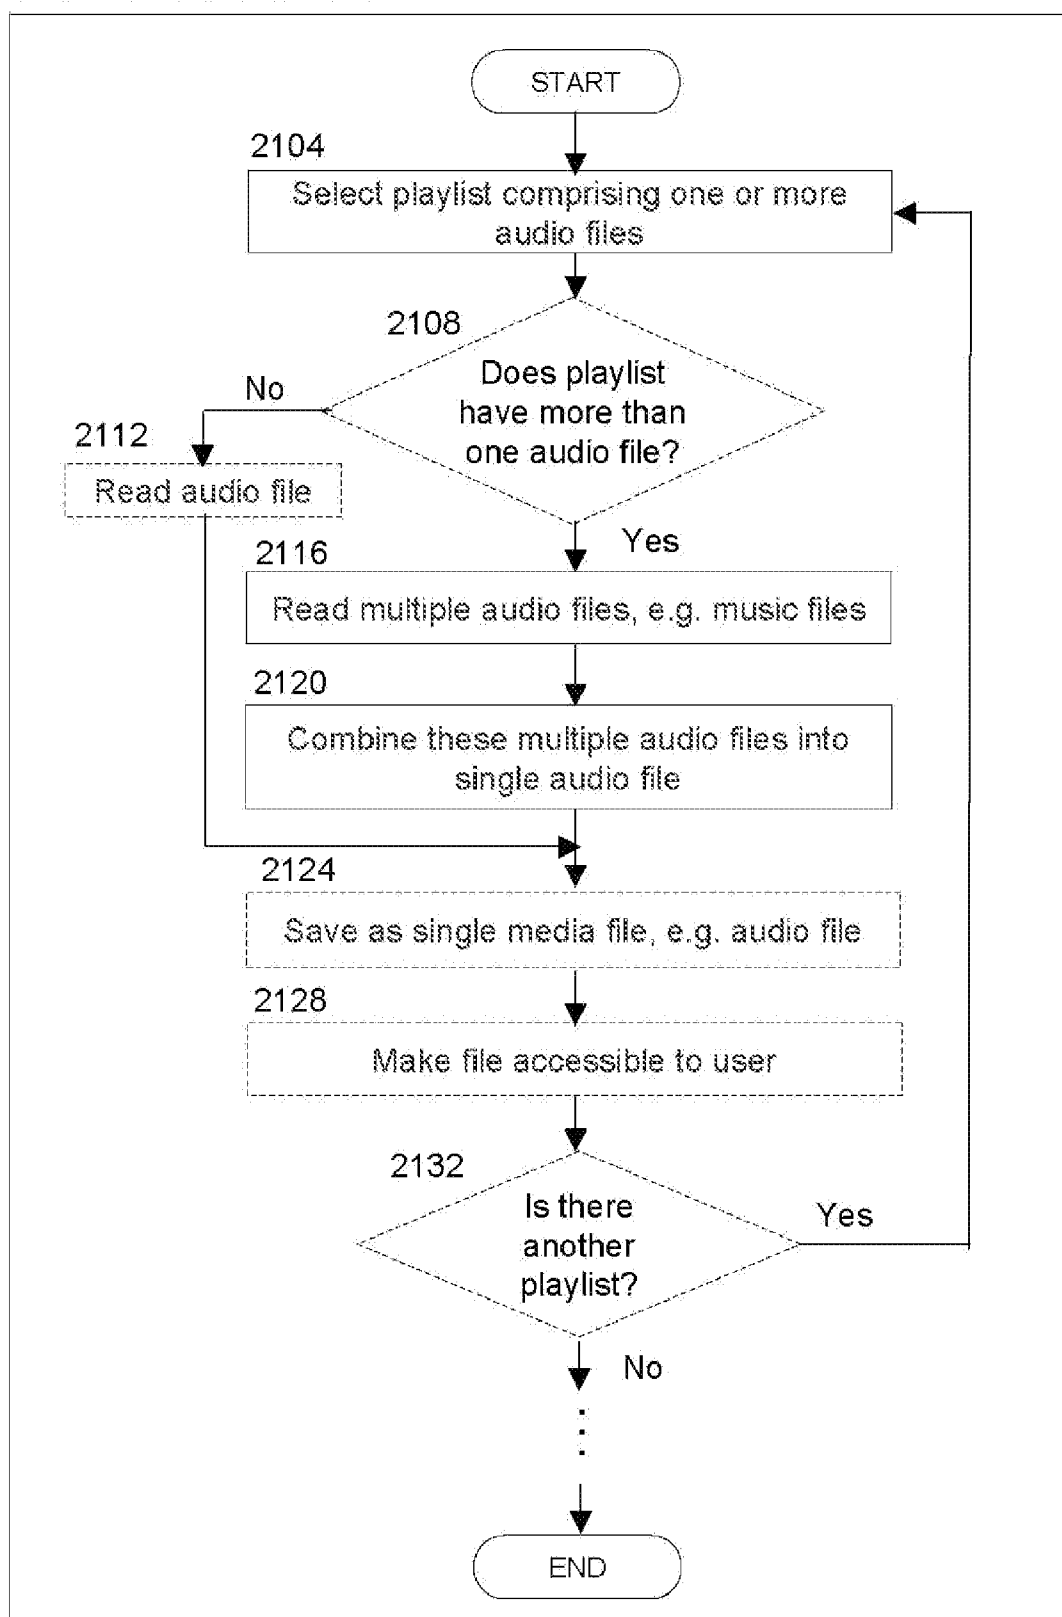 START
2104
Select playlist comprising one or more
audio files
2108
Does playlist
have more than
one audio file?
No
2112
Read audio file
Yes
2116
Read multiple audio files, e.g. music files
2120
Combine these multiple audio files into
single audio file
2124
Save as single media file, e.g. audio file
2128
Make file accessible to user
2132
Is there
another
playlist?
Yes
No
END